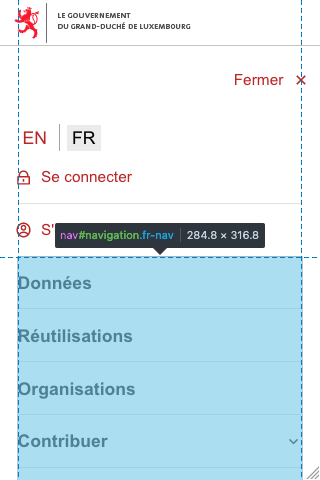 LE GOUVERNEMENT
DU GRAND-DUCHÉ DE LUXEMBOURG
Fermer ×
EN FR
Se connecter
S'
nav#navigation.fr-nav 284.8 × 316.8
Données
Réutilisations
Organisations
Contribuer